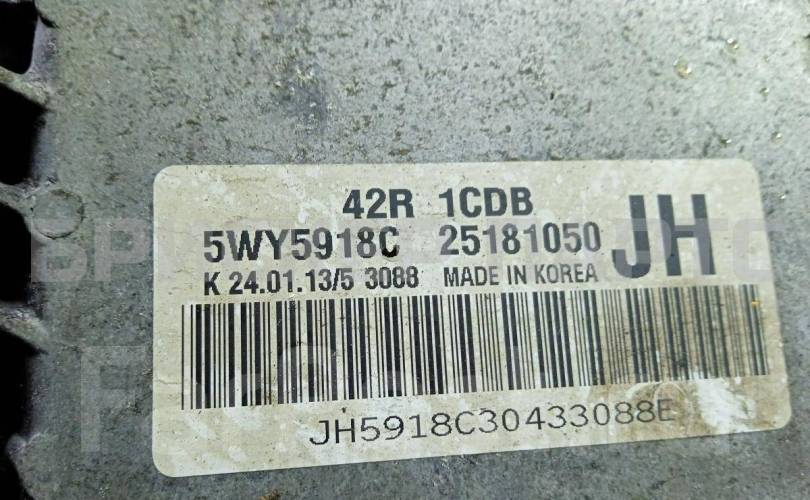 42R 1CDB
5WY5918C 25181050 JH
K 24.01.13/5 3088 MADE IN KOREA
JH5918C30433088E